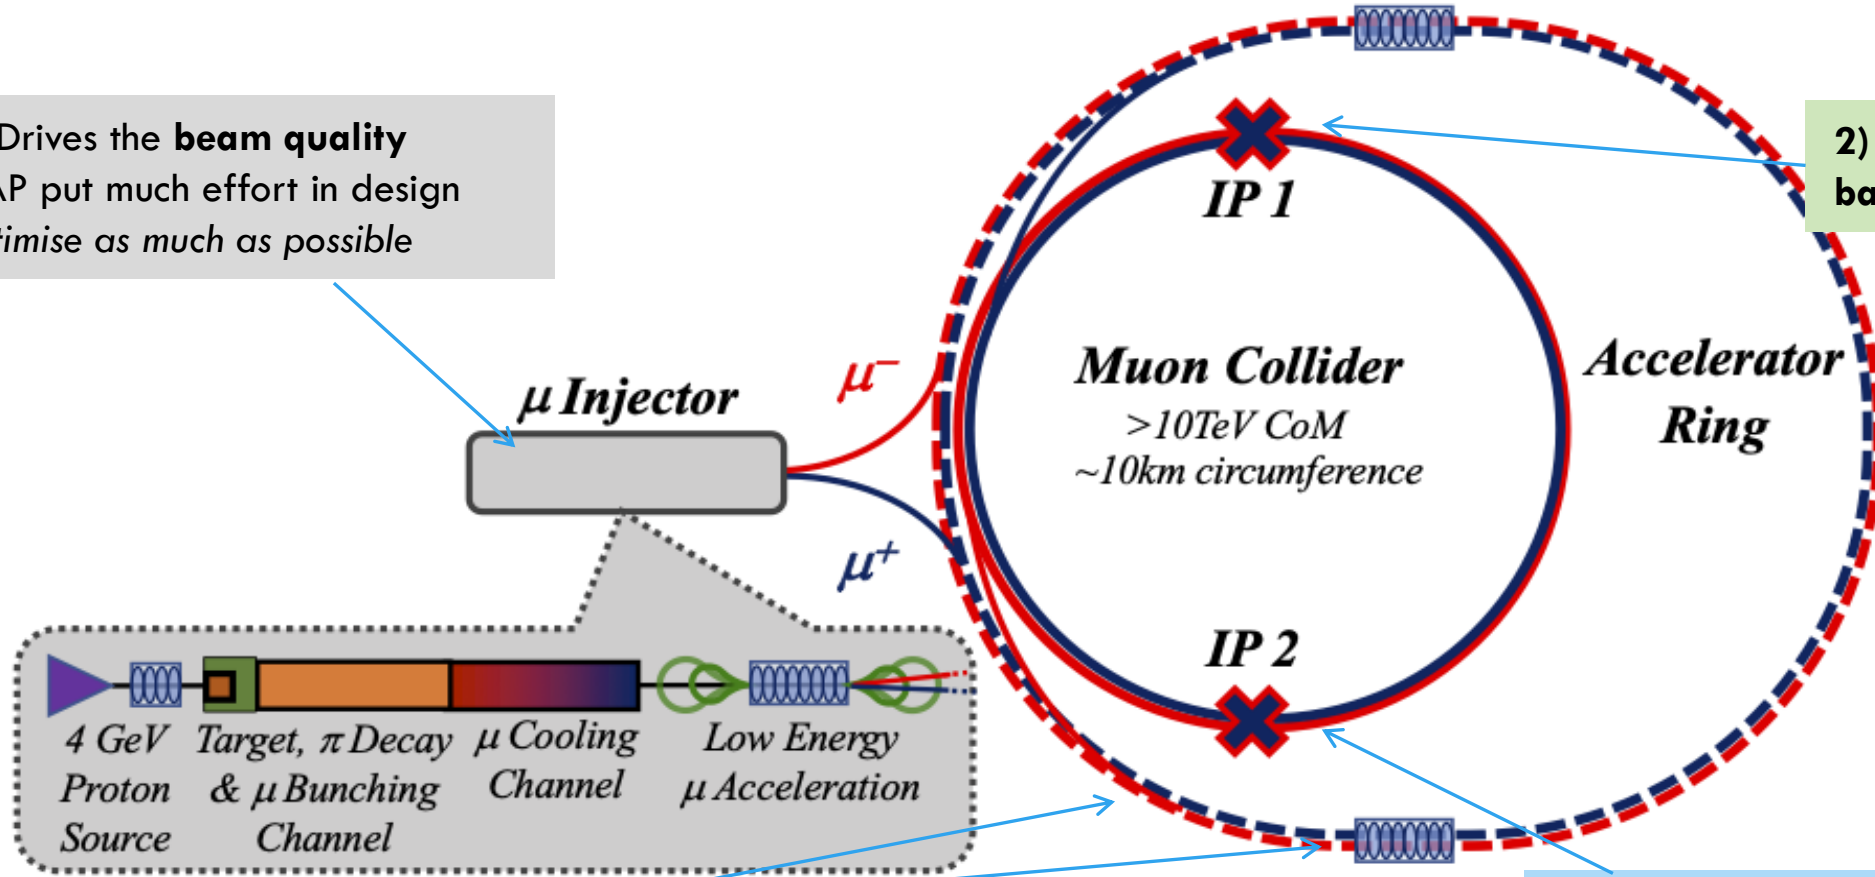 Drives the beam quality
AP put much effort in design
timise as much as possible
2)
ba
IP 1
μ⁻
μ Injector
Muon Collider
>10TeV CoM
~10km circumference
Accelerator
Ring
μ⁺
IP 2
4 GeV
Proton
Source
Target, π Decay
& μ Bunching
Channel
μ Cooling
Channel
Low Energy
μ Acceleration